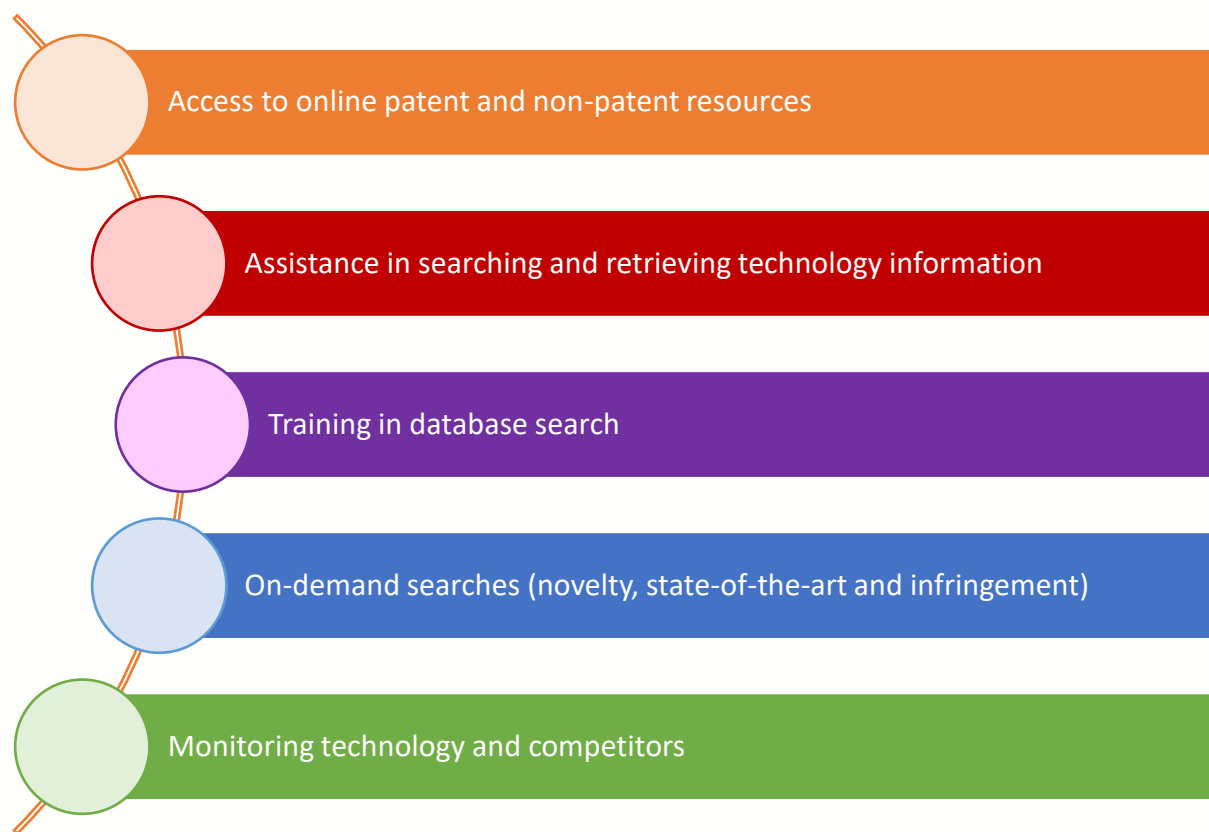 Access to online patent and non-patent resources
Assistance in searching and retrieving technology information
Training in database search
On-demand searches (novelty, state-of-the-art and infringement)
Monitoring technology and competitors